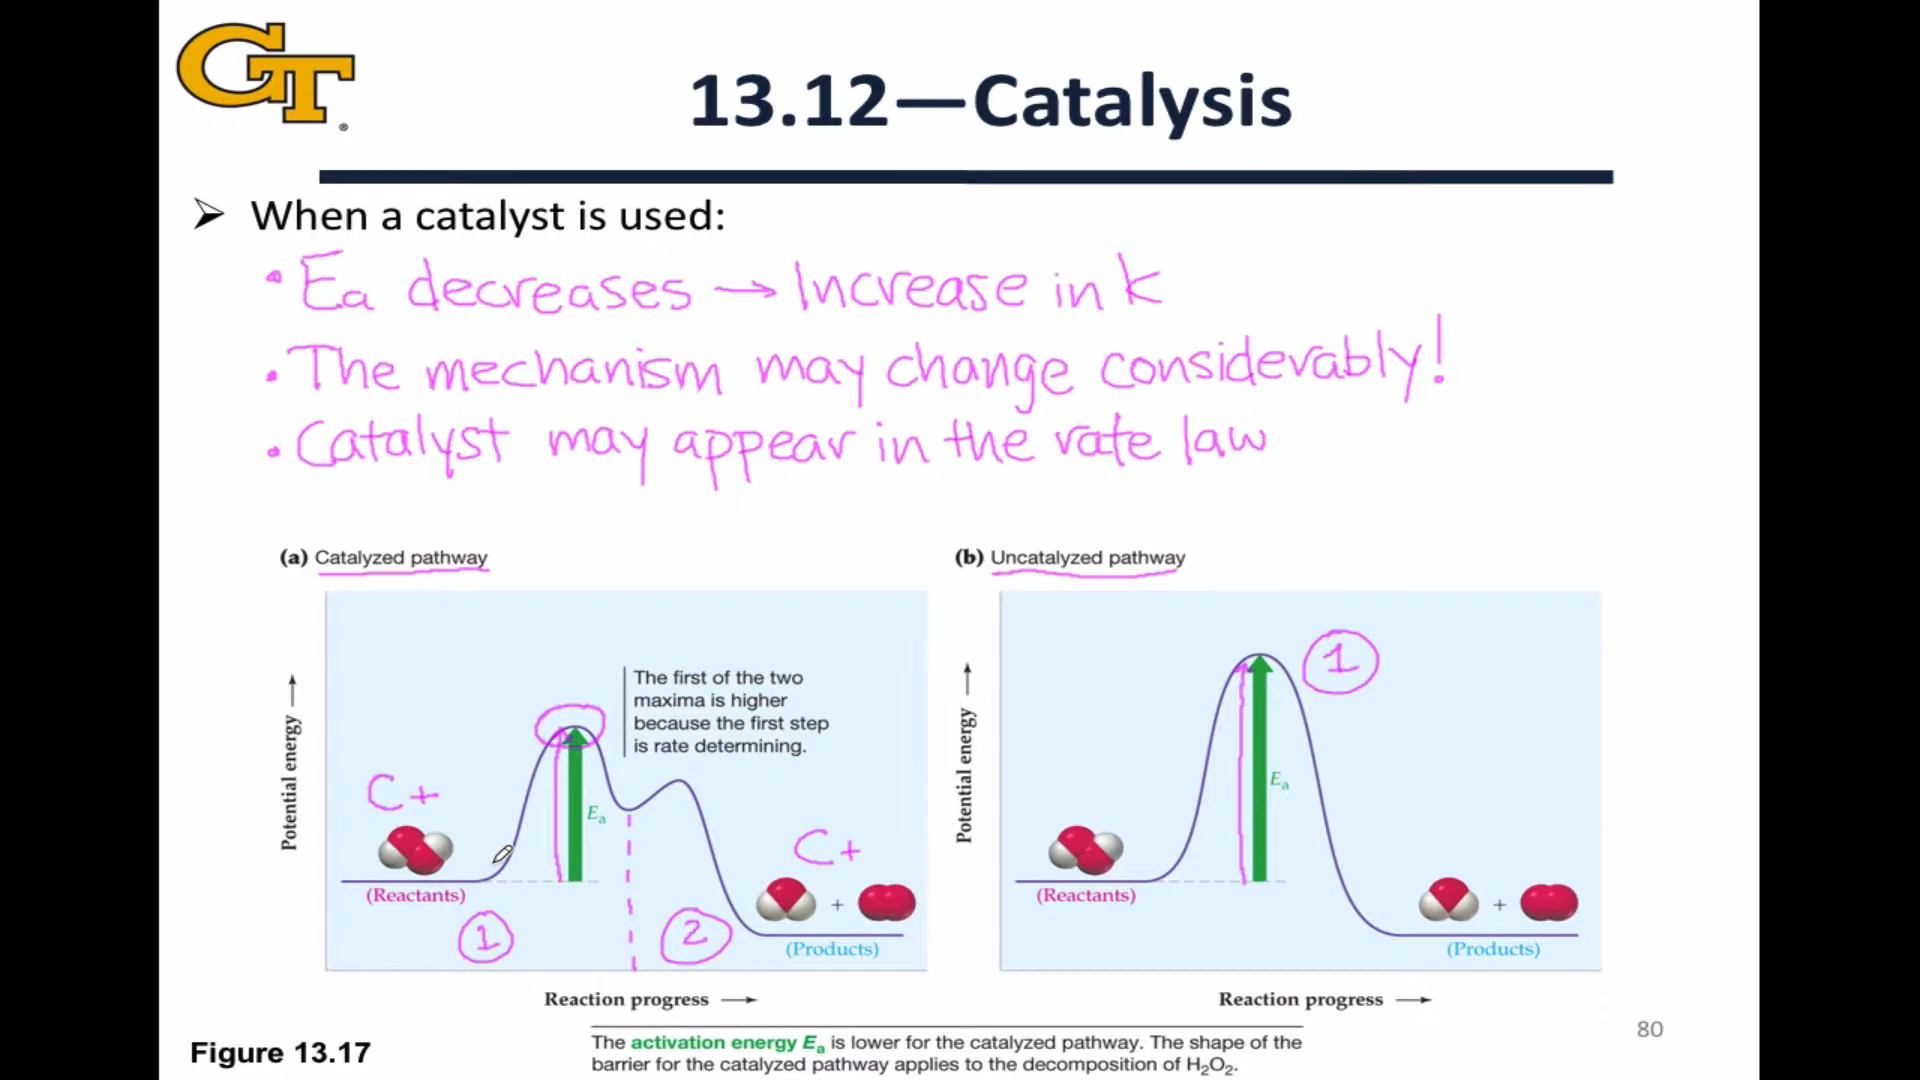 GT
®
13.12—Catalysis
➢ When a catalyst is used:
• Ea decreases → Increase in k
• The mechanism may change considerably!
• Catalyst may appear in the rate law
(a) Catalyzed pathway
Potential energy →
The first of the two
maxima is higher
because the first step
is rate determining.
C+
Ea
C+
+
(Reactants)
(Products)
1
2
Reaction progress →
(b) Uncatalyzed pathway
Potential energy →
1
Ea
+
(Reactants)
(Products)
Reaction progress →
Figure 13.17
The activation energy Ea is lower for the catalyzed pathway. The shape of the
barrier for the catalyzed pathway applies to the decomposition of H₂O₂.
80